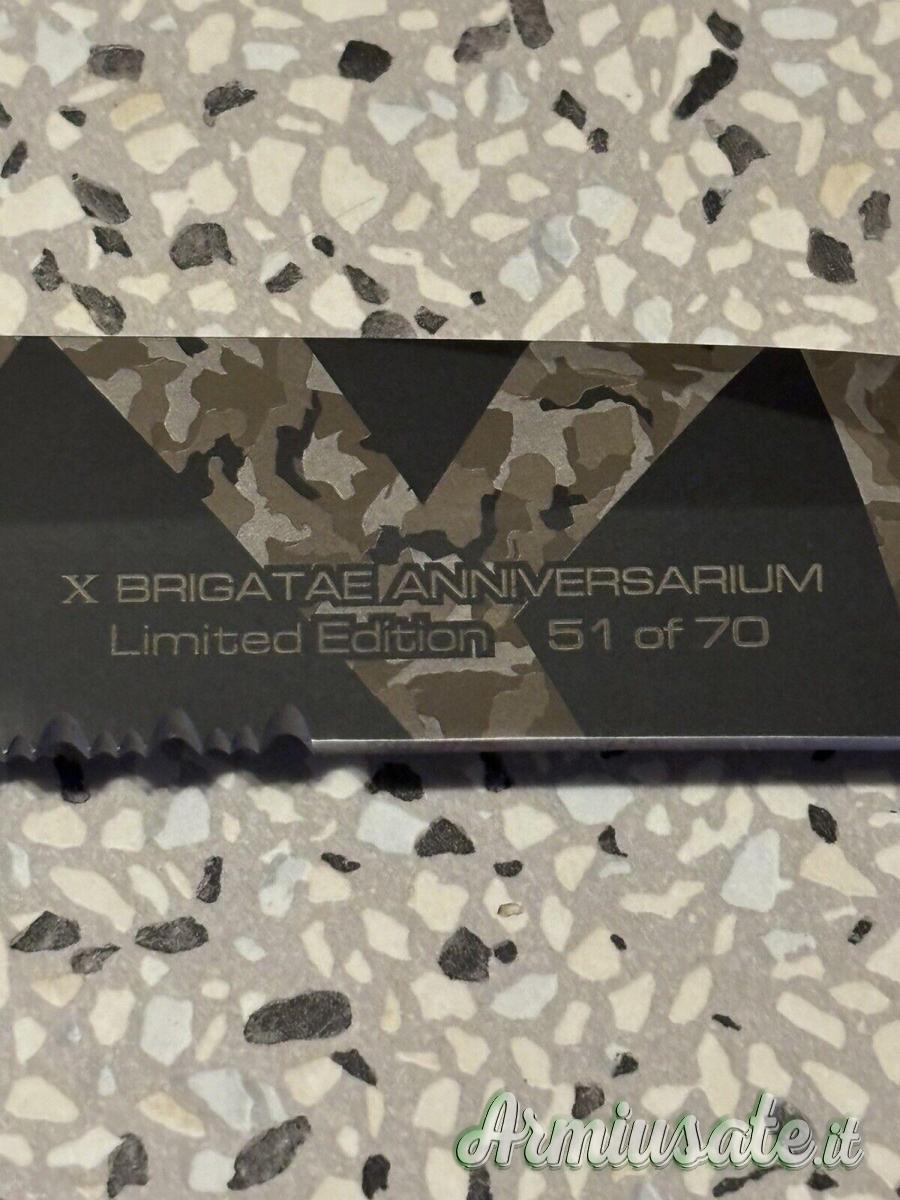 X BRIGATAE ANNIVERSARIUM
Limited Edition 51 of 70
Armiusate.it